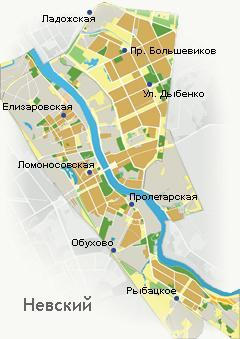 Ладожская
Пр. Большевиков
Ул. Дыбенко
Елизаровская
Ломоносовская
Пролетарская
Обухово
Рыбацкое
Невский